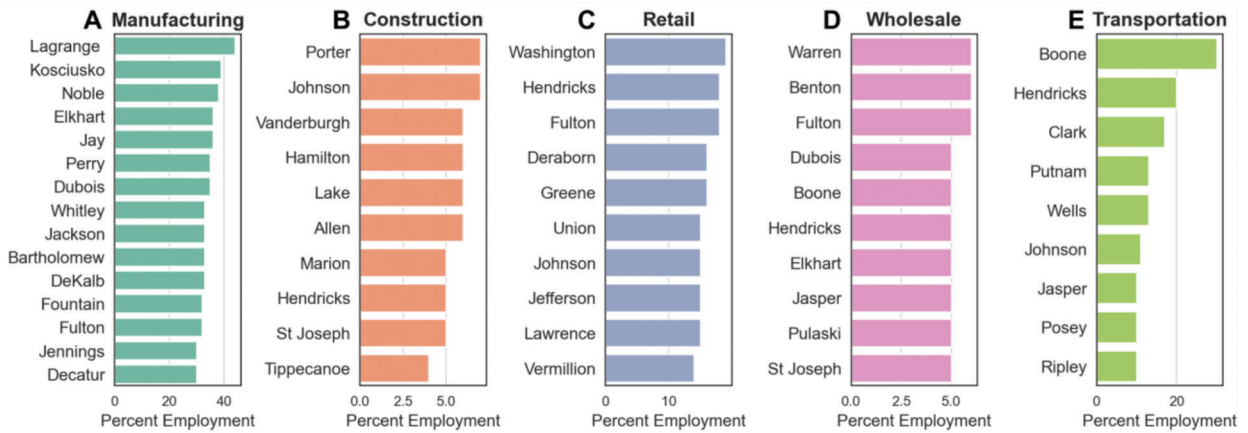 A Manufacturing
Lagrange
Kosciusko
Noble
Elkhart
Jay
Perry
Dubois
Whitley
Jackson
Bartholomew
DeKalb
Fountain
Fulton
Jennings
Decatur
0 20 40
Percent Employment
B Construction
Porter
Johnson
Vanderburgh
Hamilton
Lake
Allen
Marion
Hendricks
St Joseph
Tippecanoe
0.0 2.5 5.0
Percent Employment
C Retail
Washington
Hendricks
Fulton
Deraborn
Greene
Union
Johnson
Jefferson
Lawrence
Vermillion
0 10
Percent Employment
D Wholesale
Warren
Benton
Fulton
Dubois
Boone
Hendricks
Elkhart
Jasper
Pulaski
St Joseph
0.0 2.5 5.0
Percent Employment
E Transportation
Boone
Hendricks
Clark
Putnam
Wells
Johnson
Jasper
Posey
Ripley
0 20
Percent Employment